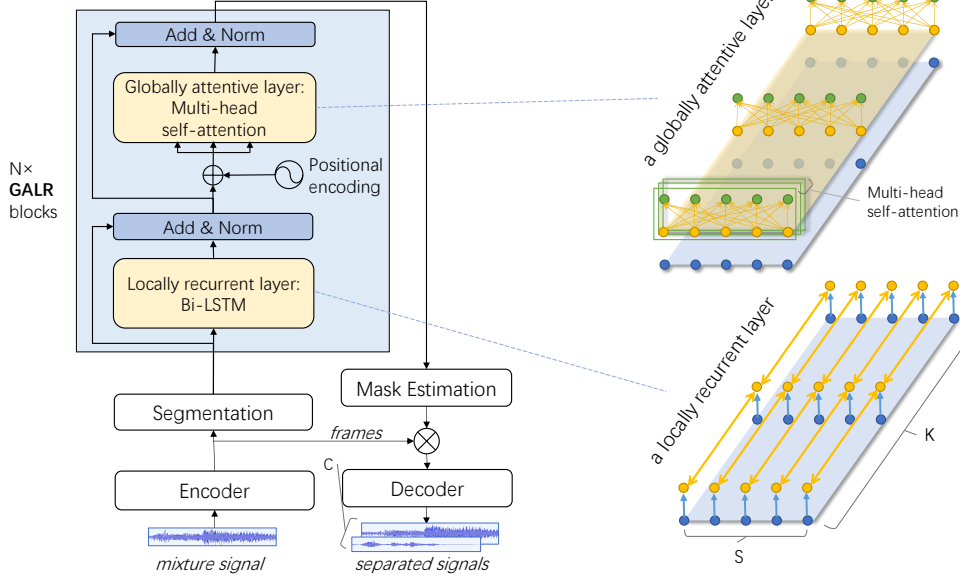 Add & Norm
Globally attentive layer:
Multi-head
self-attention
Positional
encoding
N×
GALR
blocks
Add & Norm
Locally recurrent layer:
Bi-LSTM
Segmentation
Mask Estimation
frames
Encoder
Decoder
C
mixture signal
separated signals
a globally attentive layer
Multi-head
self-attention
a locally recurrent layer
K
S